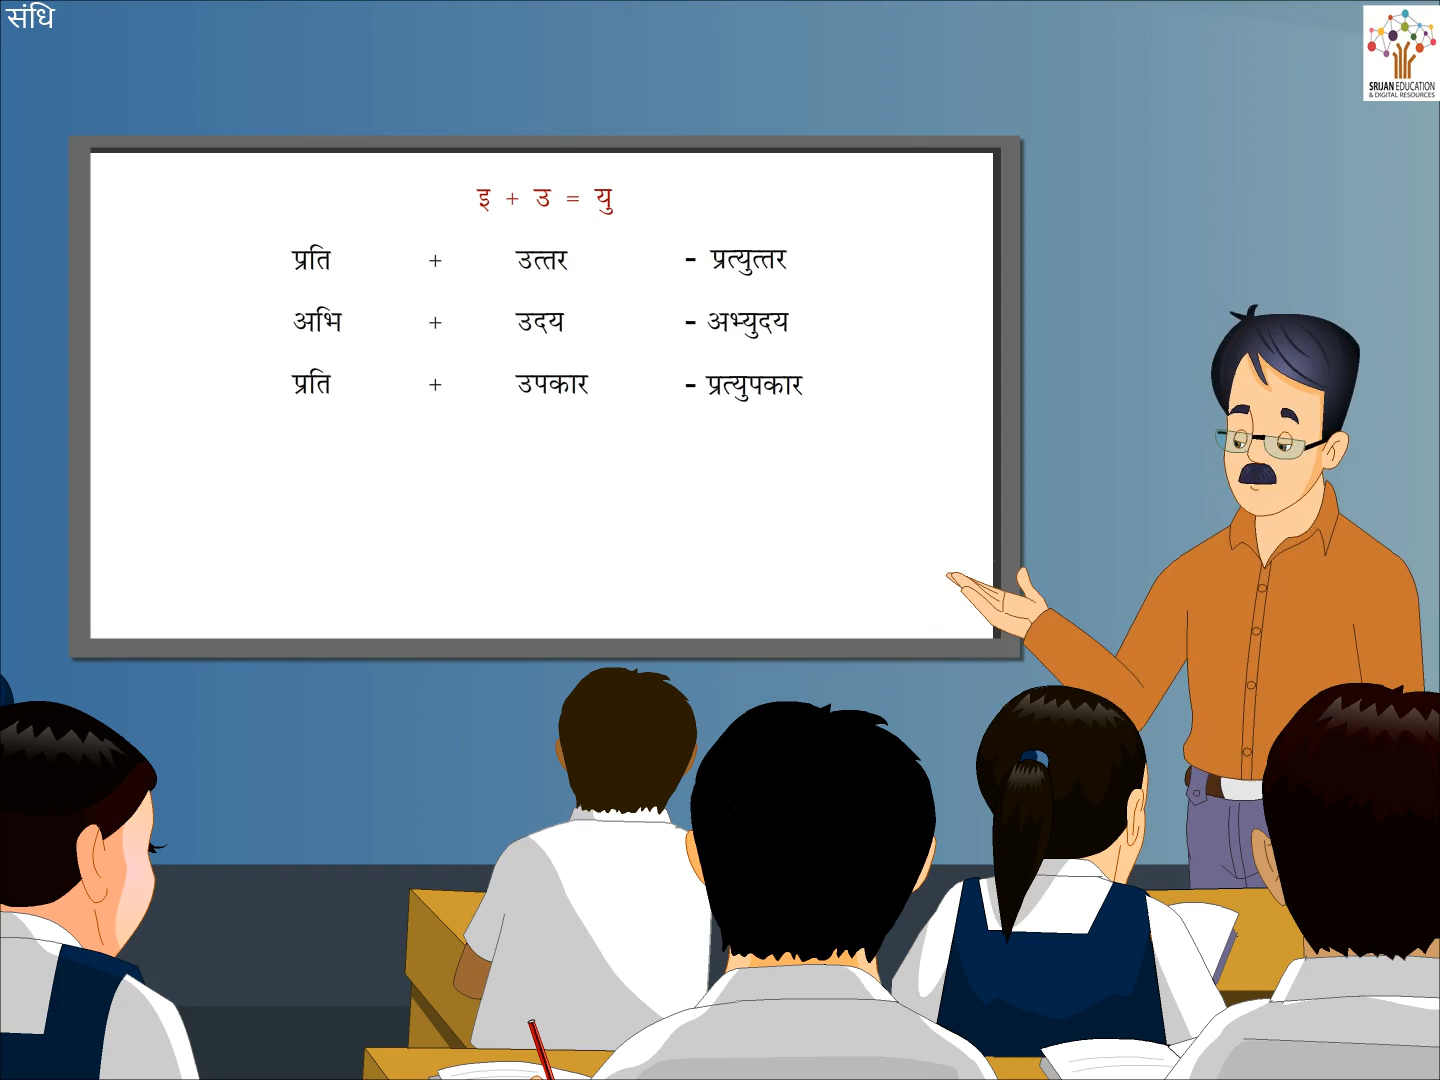 संधि
SRIJAN EDUCATION
& DIGITAL RESOURCES
इ + उ = यु
प्रति + उत्तर - प्रत्युत्तर
अभि + उदय - अभ्युदय
प्रति + उपकार - प्रत्युपकार